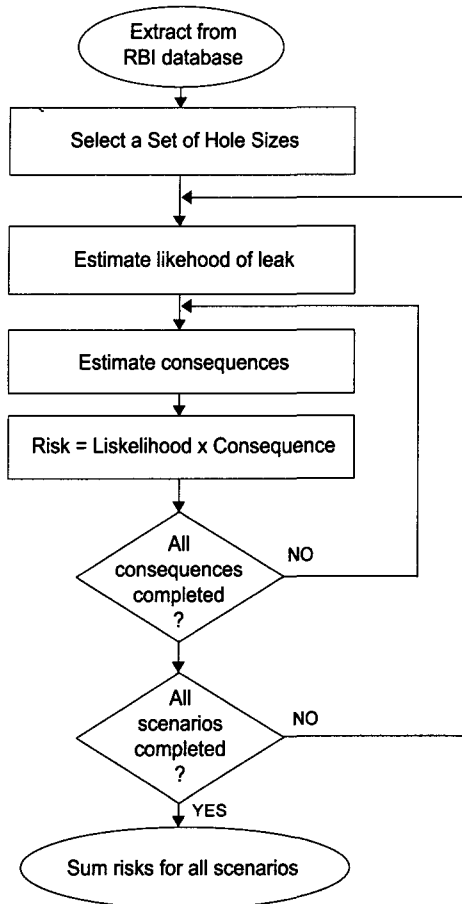 Extract from
RBI database
Select a Set of Hole Sizes
Estimate likehood of leak
Estimate consequences
Risk = Liskelihood x Consequence
All
consequences
completed
?
NO
All
scenarios
completed
?
NO
YES
Sum risks for all scenarios